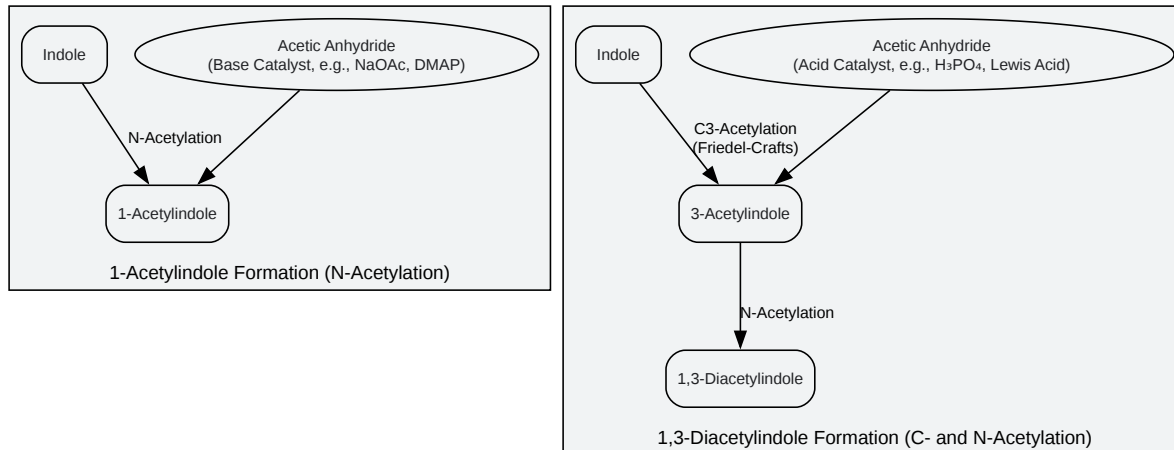 Indole
Acetic Anhydride
(Base Catalyst, e.g., NaOAc, DMAP)
N-Acetylation
1-Acetylindole
1-Acetylindole Formation (N-Acetylation)
Indole
Acetic Anhydride
(Acid Catalyst, e.g., H₃PO₄, Lewis Acid)
C3-Acetylation
(Friedel-Crafts)
3-Acetylindole
N-Acetylation
1,3-Diacetylindole
1,3-Diacetylindole Formation (C- and N-Acetylation)